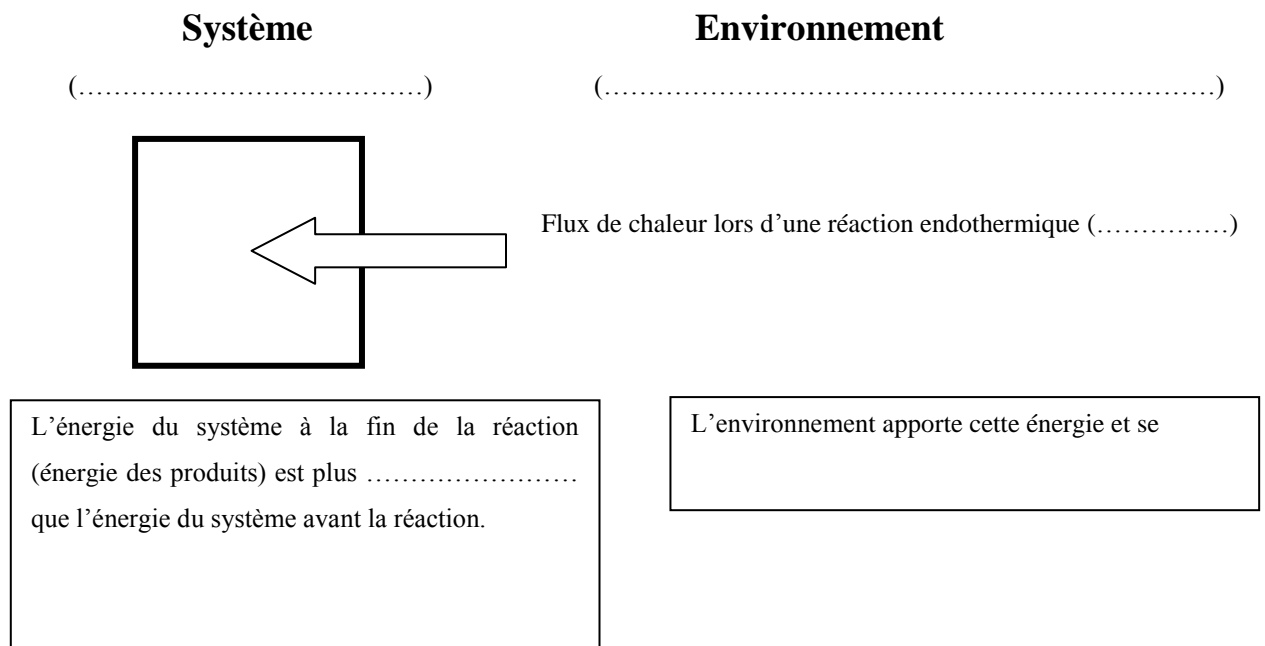 Système Environnement
(…………………………………) (……………………………………………………………)
Flux de chaleur lors d’une réaction endothermique (……………)
L’énergie du système à la fin de la réaction
(énergie des produits) est plus ……………………
que l’énergie du système avant la réaction.
L’environnement apporte cette énergie et se